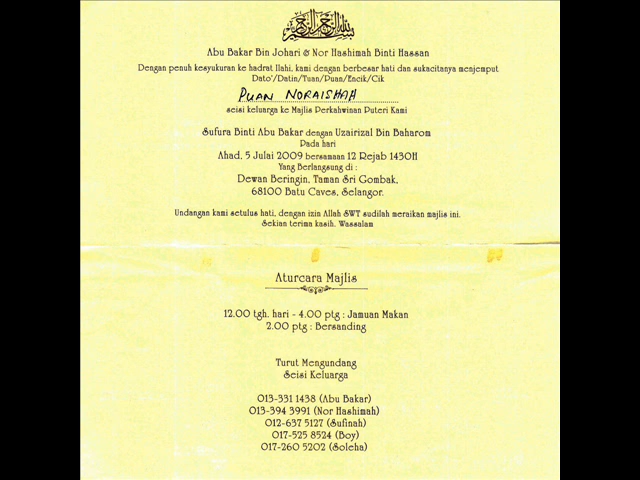 بسم الله الرحمن الرحيم
Abu Bakar Bin Johari & Nor Hashimah Binti Hassan
Dengan penuh kesyukuran ke hadrat Ilahi, kami dengan berbesar hati dan sukacitanya menjemput
Dato'/Datin/Tuan/Puan/Encik/Cik
PUAN NORAISHAH
seisi keluarga ke Majlis Perkahwinan Puteri Kami
Sufura Binti Abu Bakar dengan Uzairizal Bin Baharom
Pada hari
Ahad, 5 Julai 2009 bersamaan 12 Rejab 1430H
Yang Berlangsung di :
Dewan Beringin, Taman Sri Gombak,
68100 Batu Caves, Selangor.
Undangan kami setulus hati, dengan izin Allah SWT sudilah meraikan majlis ini.
Sekian terima kasih. Wassalam
Aturcara Majlis
12.00 tgh. hari - 4.00 ptg : Jamuan Makan
2.00 ptg : Bersanding
Turut Mengundang
Seisi Keluarga
013-331 1438 (Abu Bakar)
013-394 3991 (Nor Hashimah)
012-637 5127 (Sufinah)
017-525 8524 (Boy)
017-260 5202 (Soleha)